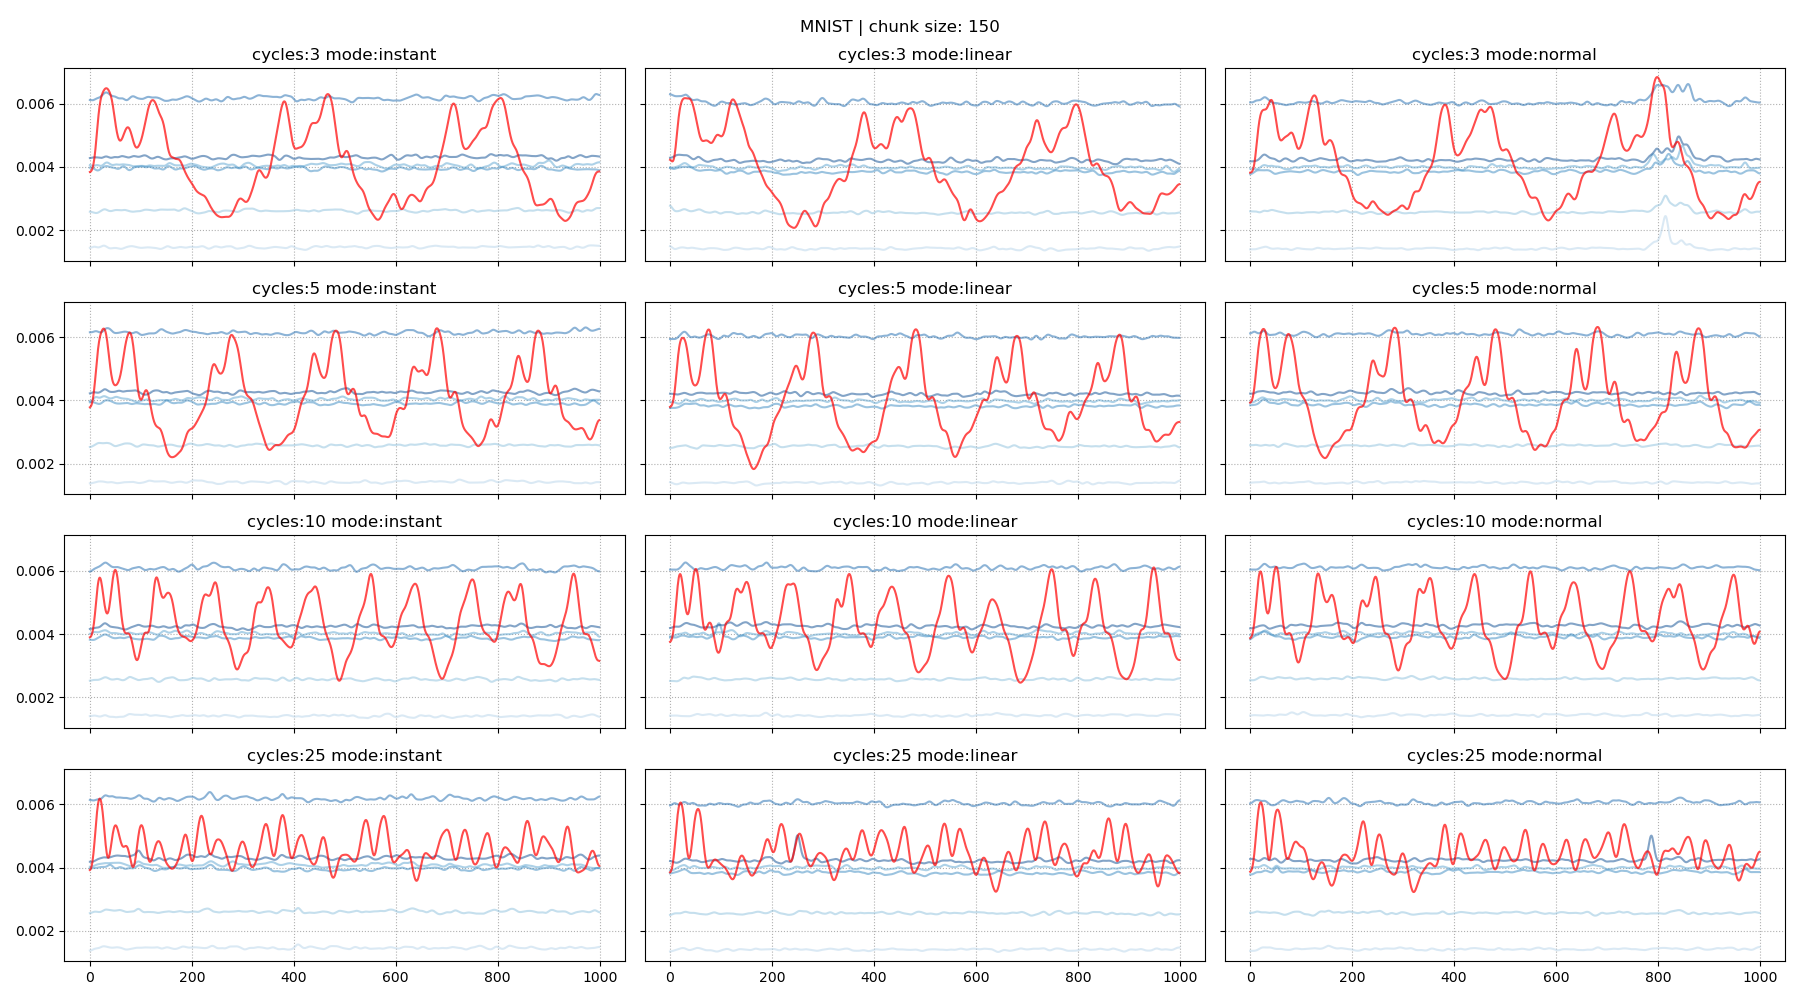 MNIST | chunk size: 150
cycles:3 mode:instant
cycles:3 mode:linear
cycles:3 mode:normal
0.006
0.004
0.002
cycles:5 mode:instant
cycles:5 mode:linear
cycles:5 mode:normal
0.006
0.004
0.002
cycles:10 mode:instant
cycles:10 mode:linear
cycles:10 mode:normal
0.006
0.004
0.002
cycles:25 mode:instant
cycles:25 mode:linear
cycles:25 mode:normal
0.006
0.004
0.002
0 200 400 600 800 1000
0 200 400 600 800 1000
0 200 400 600 800 1000